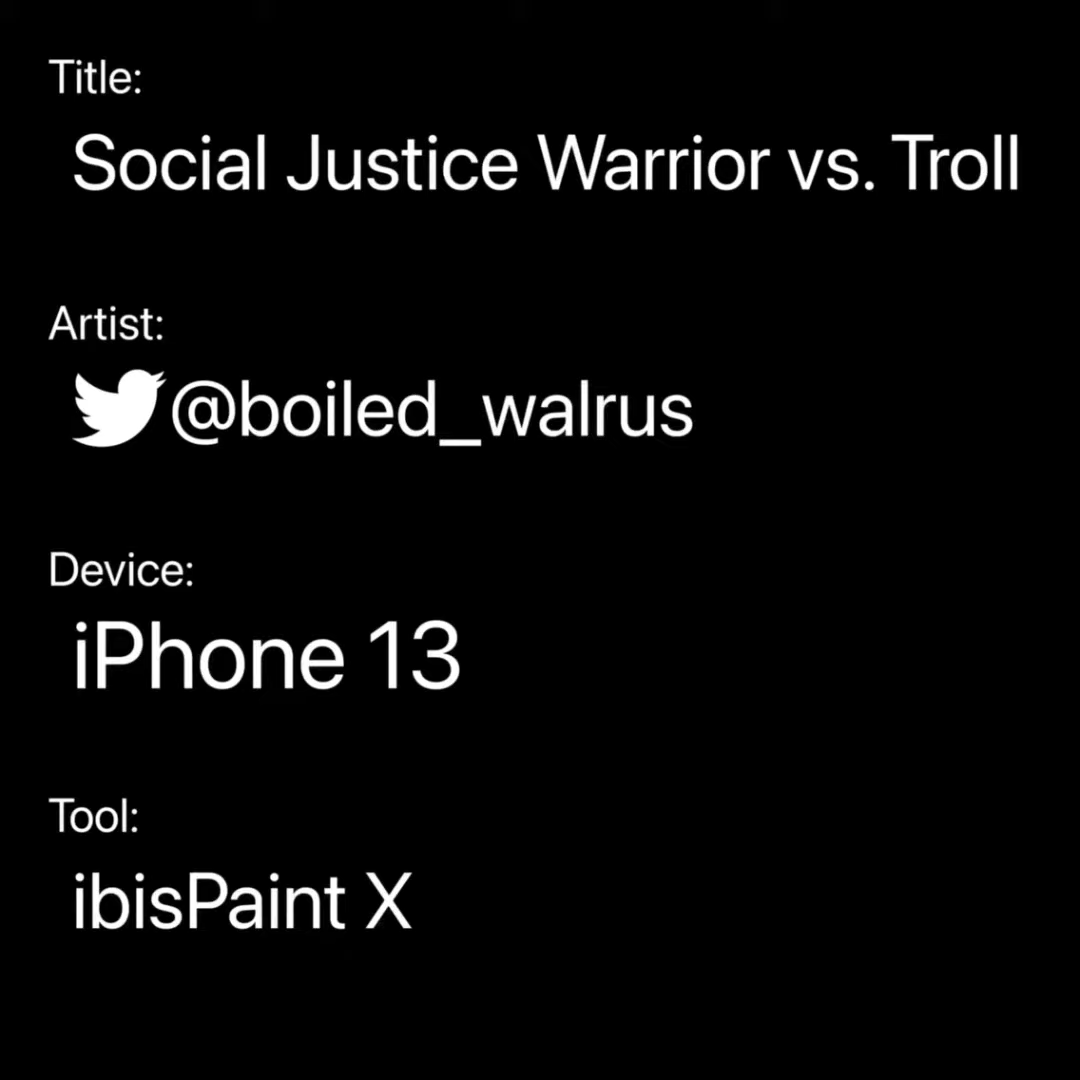 Title:
Social Justice Warrior vs. Troll
Artist:
@boiled_walrus
Device:
iPhone 13
Tool:
ibisPaint X